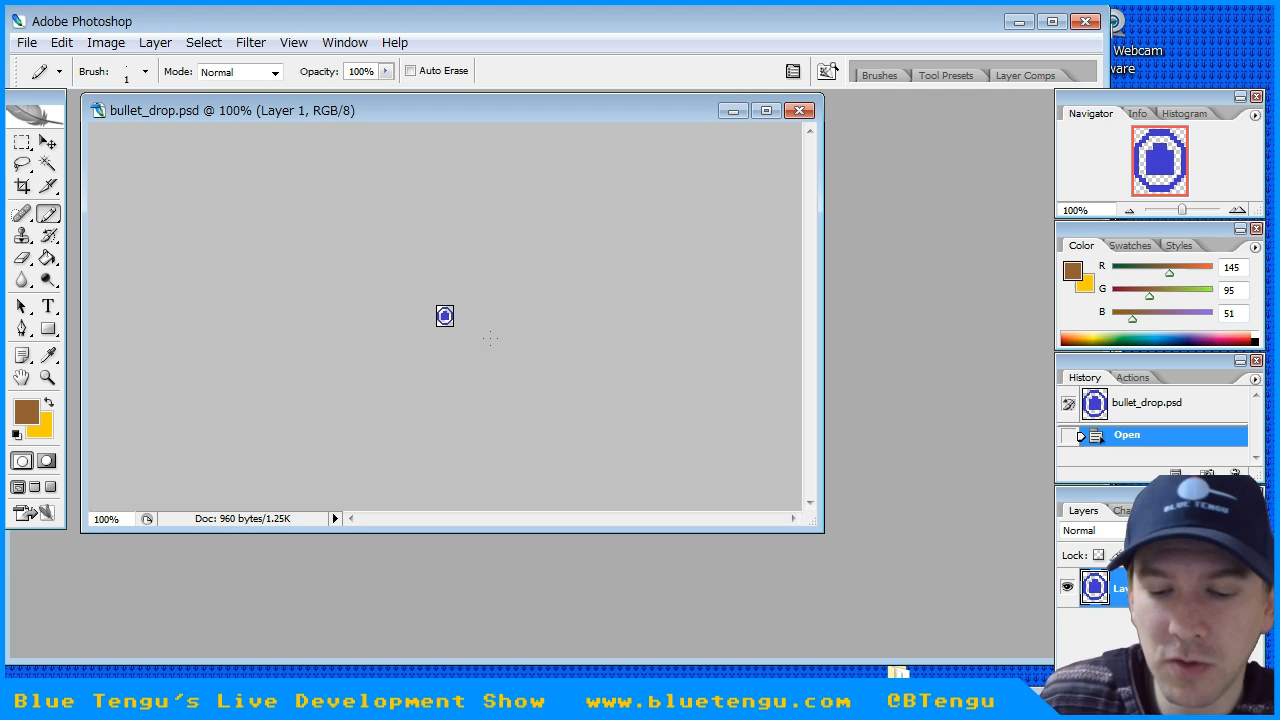 Adobe Photoshop
File Edit Image Layer Select Filter View Window Help
Brush: 1 Mode: Normal Opacity: 100% Auto Erase
Brushes Tool Presets Layer Comps
Webcam
ware
bullet_drop.psd @ 100% (Layer 1, RGB/8)
Navigator Info Histogram
100%
Color Swatches Styles
R 145
G 95
B 51
History Actions
bullet_drop.psd
Open
Layers
Normal
Lock:
100% Doc: 960 bytes/1.25K
BLUE TENGU
Blue Tengu's Live Development Show www.bluetengu.com @BTengu